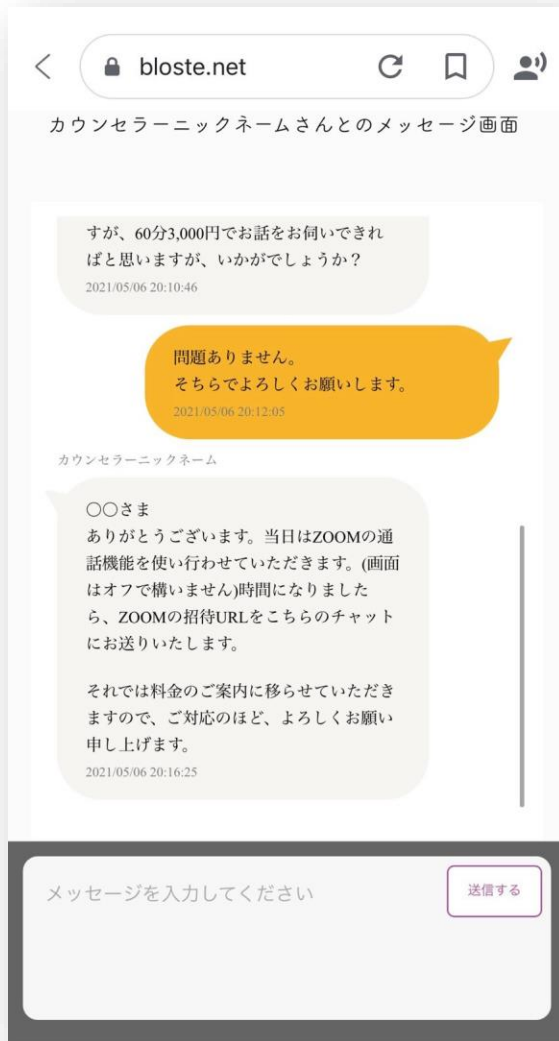 bloste.net
カウンセラーニックネームさんとのメッセージ画面
すが、60分3,000円でお話をお伺いできれ
ばと思いますが、いかがでしょうか？
2021/05/06 20:10:46
問題ありません。
そちらでよろしくお願いします。
2021/05/06 20:12:05
カウンセラーニックネーム
〇〇さま
ありがとうございます。当日はZOOMの通
話機能を使い行わせていただきます。(画面
はオフで構いません)時間になりました
ら、ZOOMの招待URLをこちらのチャット
にお送りいたします。
それでは料金のご案内に移らせていただき
ますので、ご対応のほど、よろしくお願い
申し上げます。
2021/05/06 20:16:25
メッセージを入力してください
送信する